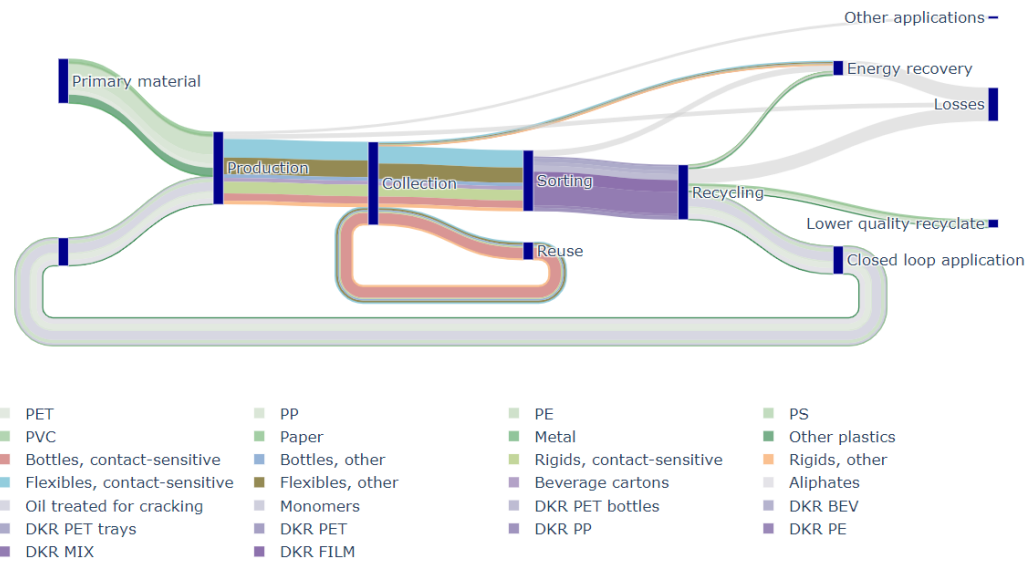 Other applications
Energy recovery
Primary material
Losses
Production
Collection
Sorting
Recycling
Lower quality recyclate
Reuse
Closed loop application
PET PP PE PS
PVC Paper Metal Other plastics
Bottles, contact-sensitive Bottles, other Rigids, contact-sensitive Rigids, other
Flexibles, contact-sensitive Flexibles, other Beverage cartons Aliphates
Oil treated for cracking Monomers DKR PET bottles DKR BEV
DKR PET trays DKR PET DKR PP DKR PE
DKR MIX DKR FILM